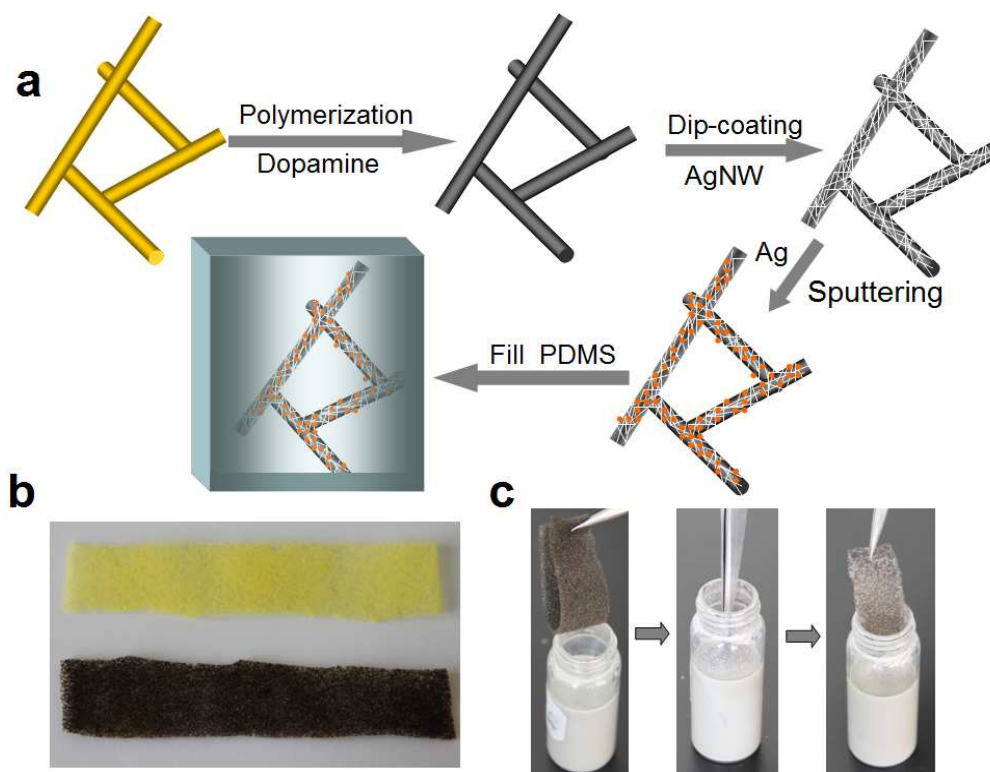 a
Polymerization
Dopamine
Dip-coating
AgNW
Ag
Sputtering
Fill PDMS
b
c